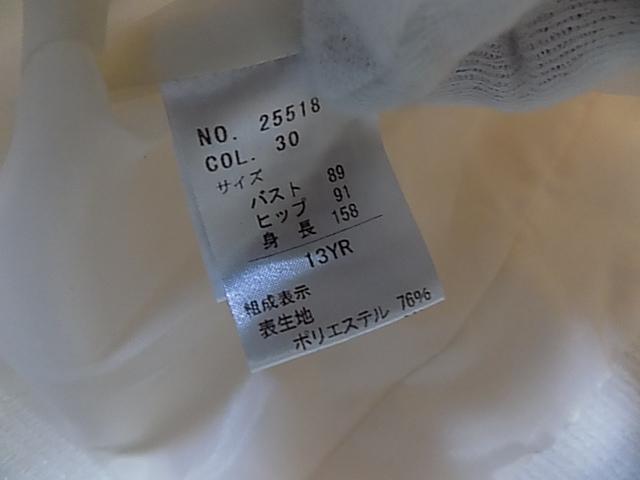 NO. 25518
COL. 30
サイズ
バスト 89
ヒップ 91
身長 158
13YR
組成表示
表生地
ポリエステル 76%